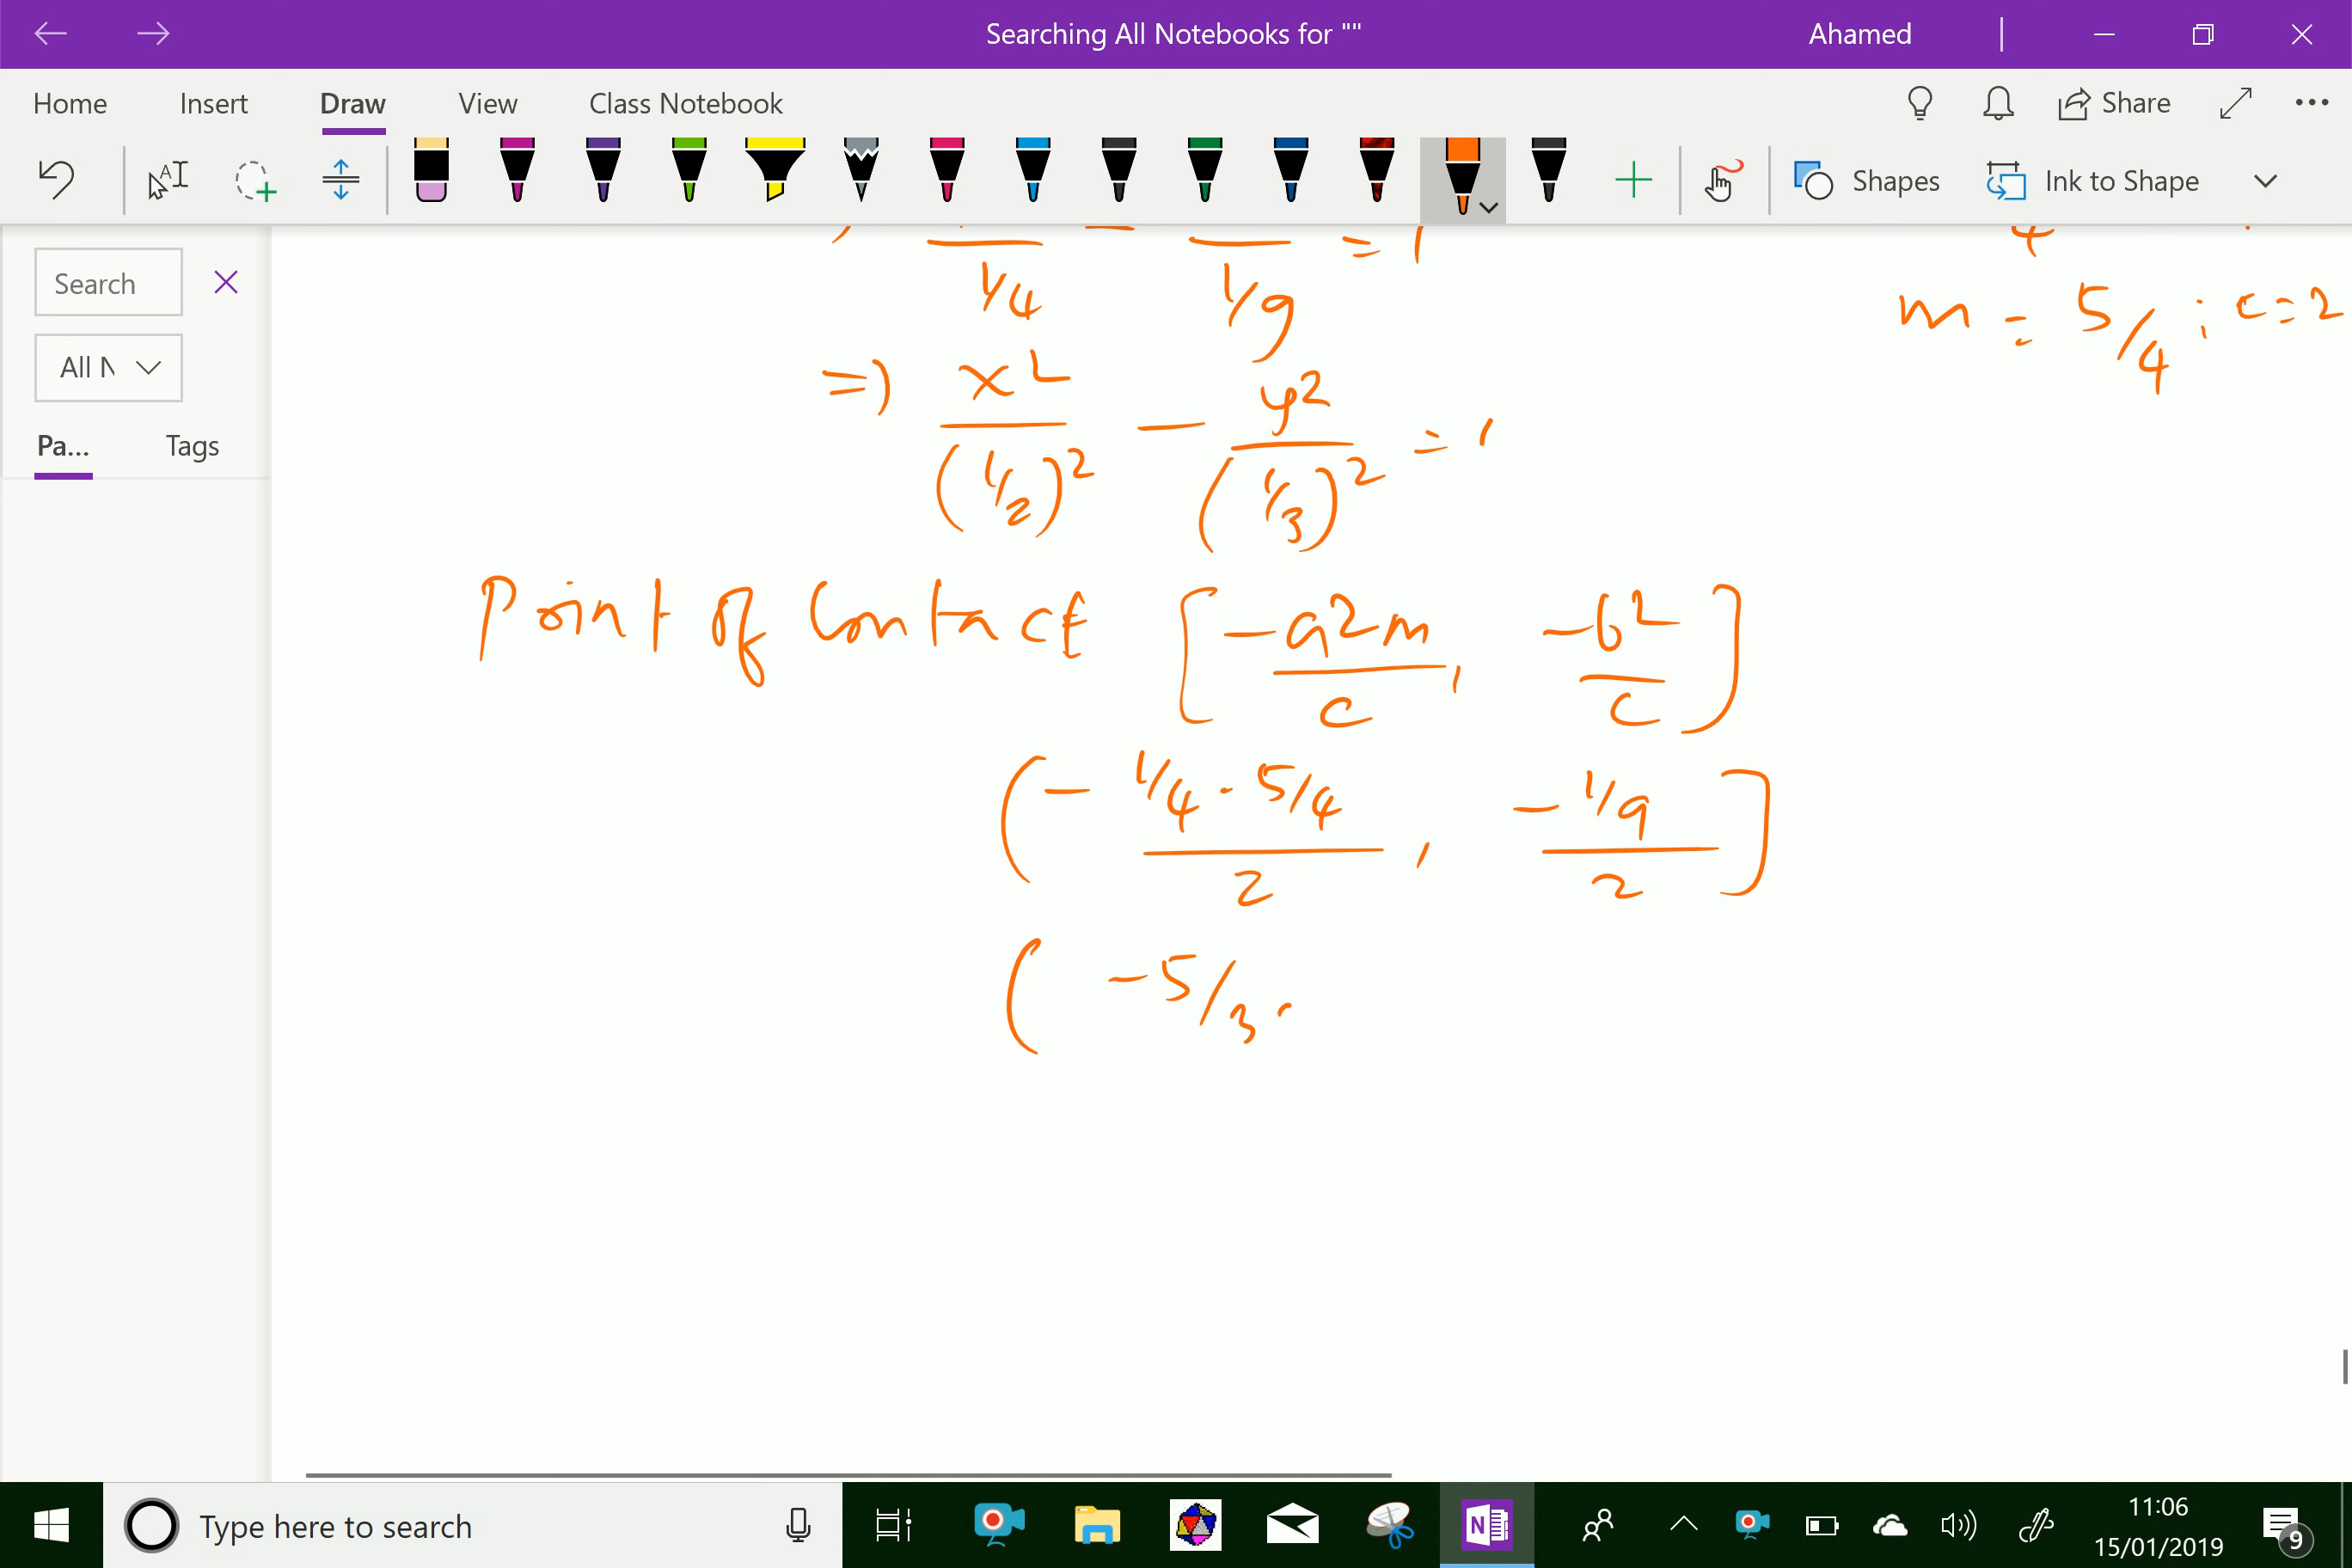 Searching All Notebooks for ""
Ahamed
Home Insert Draw View Class Notebook
Share
Shapes
Ink to Shape
Search
All N
Pa... Tags
1/4 1/9 = 1
m = 5/4 ; c = 2
=) x² / (1/2)² - y² / (1/3)² = 1
Point of Contact [-a²m / c, -b² / c]
(- 1/4 . 5/4 / 2, -1/9 / 2]
( -5/3
Type here to search
11:06
15/01/2019
9